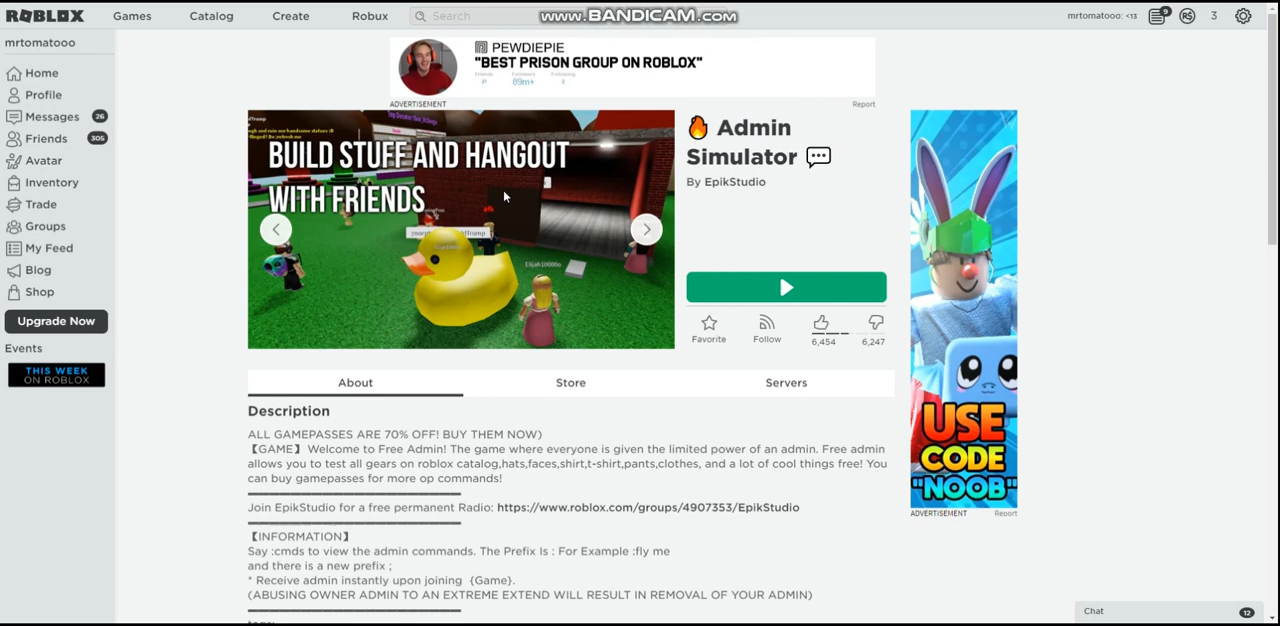 ROBLOX Games Catalog Create Robux Search www.BANDICAM.com mrtomatooo: <13 9 3
mrtomatooo
Home
Profile
Messages 26
Friends 305
Avatar
Inventory
Trade
Groups
My Feed
Blog
Shop
Upgrade Now
Events
THIS WEEK
ON ROBLOX
PEWDIEPIE
"BEST PRISON GROUP ON ROBLOX"
Friends Followers Following
89m+
ADVERTISEMENT Report
BUILD STUFF AND HANGOUT
WITH FRIENDS
🔥 Admin
Simulator 💬
By EpikStudio
Favorite Follow 6,454 6,247
About Store Servers
Description
ALL GAMEPASSES ARE 70% OFF! BUY THEM NOW)
【GAME】 Welcome to Free Admin! The game where everyone is given the limited power of an admin. Free admin
allows you to test all gears on roblox catalog,hats,faces,shirt,t-shirt,pants,clothes, and a lot of cool things free! You
can buy gamepasses for more op commands!
Join EpikStudio for a free permanent Radio: https://www.roblox.com/groups/4907353/EpikStudio
【INFORMATION】
Say :cmds to view the admin commands. The Prefix Is : For Example :fly me
and there is a new prefix ;
* Receive admin instantly upon joining {Game}.
(ABUSING OWNER ADMIN TO AN EXTREME EXTEND WILL RESULT IN REMOVAL OF YOUR ADMIN)
USE
CODE
"NOOB"
ADVERTISEMENT Report
Chat 12